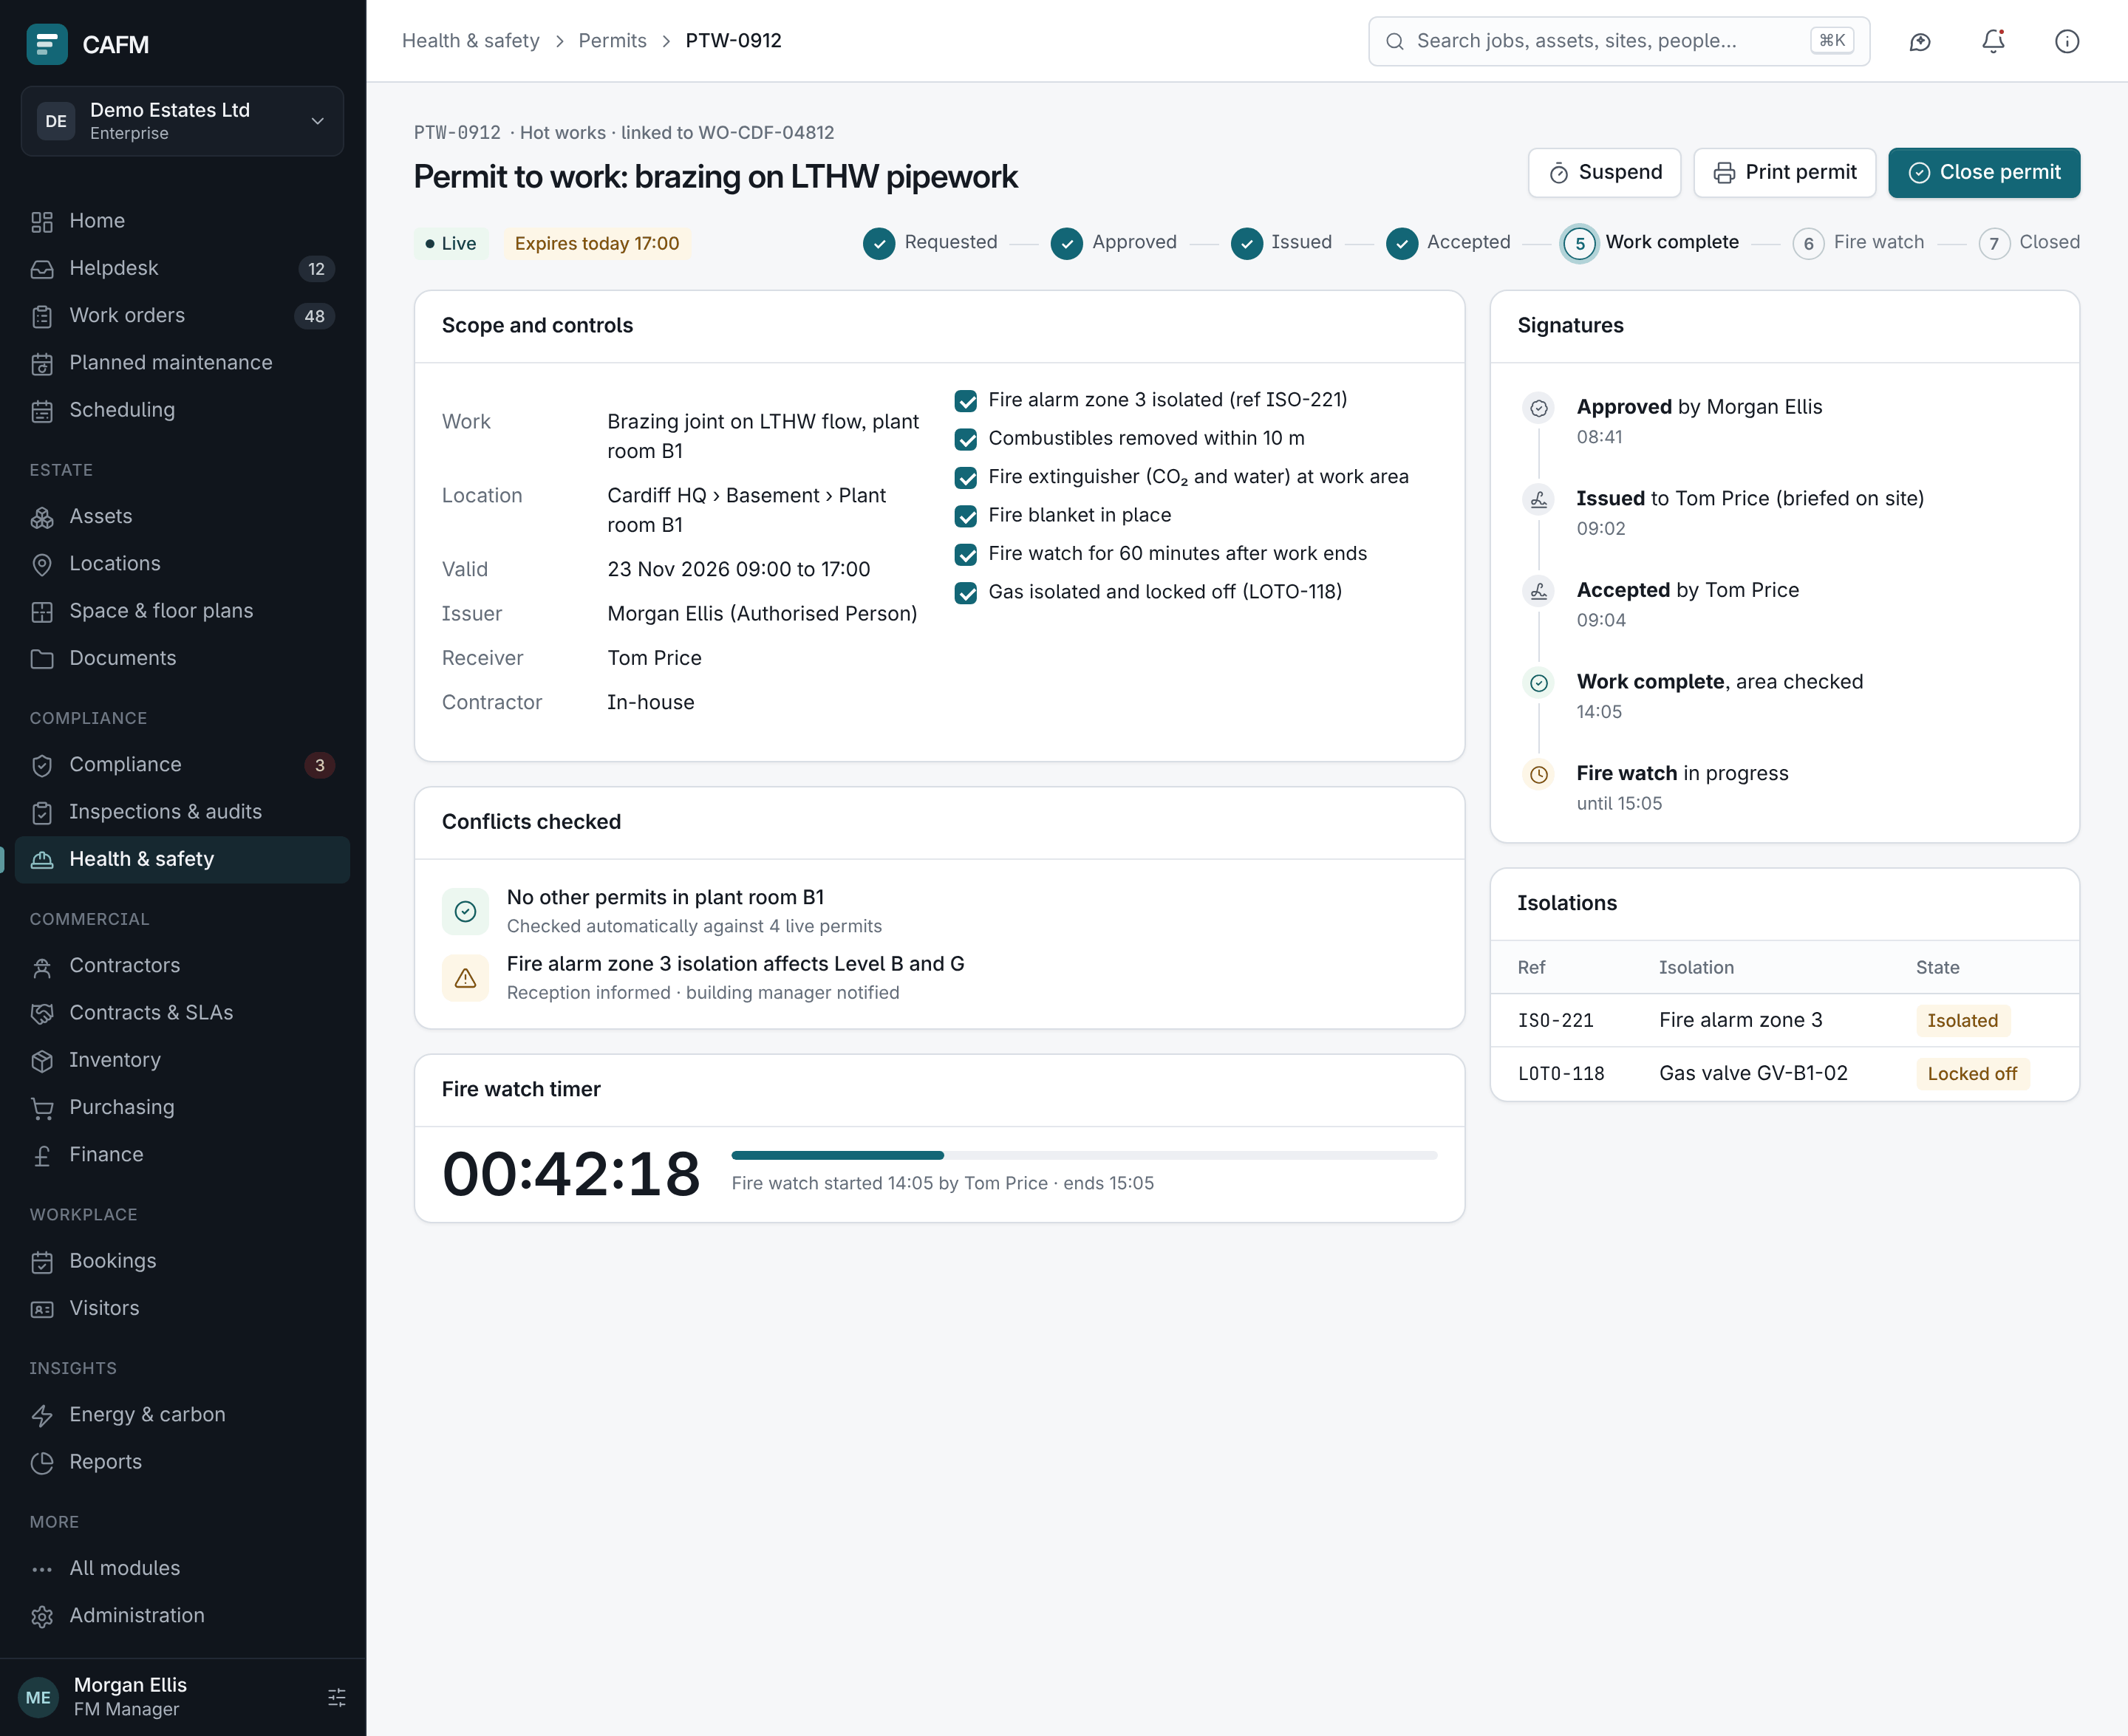 CAFM
DE
Demo Estates Ltd
Enterprise
Home
Helpdesk 12
Work orders 48
Planned maintenance
Scheduling
ESTATE
Assets
Locations
Space & floor plans
Documents
COMPLIANCE
Compliance 3
Inspections & audits
Health & safety
COMMERCIAL
Contractors
Contracts & SLAs
Inventory
Purchasing
Finance
WORKPLACE
Bookings
Visitors
INSIGHTS
Energy & carbon
Reports
MORE
All modules
Administration
ME
Morgan Ellis
FM Manager
Health & safety > Permits > PTW-0912
Search jobs, assets, sites, people... ⌘K
PTW-0912 · Hot works · linked to WO-CDF-04812
Permit to work: brazing on LTHW pipework
Suspend
Print permit
Close permit
Live
Expires today 17:00
Requested
Approved
Issued
Accepted
5 Work complete
6 Fire watch
7 Closed
Scope and controls
Work Brazing joint on LTHW flow, plant
room B1
Location Cardiff HQ › Basement › Plant
room B1
Valid 23 Nov 2026 09:00 to 17:00
Issuer Morgan Ellis (Authorised Person)
Receiver Tom Price
Contractor In-house
Fire alarm zone 3 isolated (ref ISO-221)
Combustibles removed within 10 m
Fire extinguisher (CO₂ and water) at work area
Fire blanket in place
Fire watch for 60 minutes after work ends
Gas isolated and locked off (LOTO-118)
Conflicts checked
No other permits in plant room B1
Checked automatically against 4 live permits
Fire alarm zone 3 isolation affects Level B and G
Reception informed · building manager notified
Fire watch timer
00:42:18
Fire watch started 14:05 by Tom Price · ends 15:05
Signatures
Approved by Morgan Ellis
08:41
Issued to Tom Price (briefed on site)
09:02
Accepted by Tom Price
09:04
Work complete, area checked
14:05
Fire watch in progress
until 15:05
Isolations
Ref Isolation State
ISO-221 Fire alarm zone 3 Isolated
LOTO-118 Gas valve GV-B1-02 Locked off